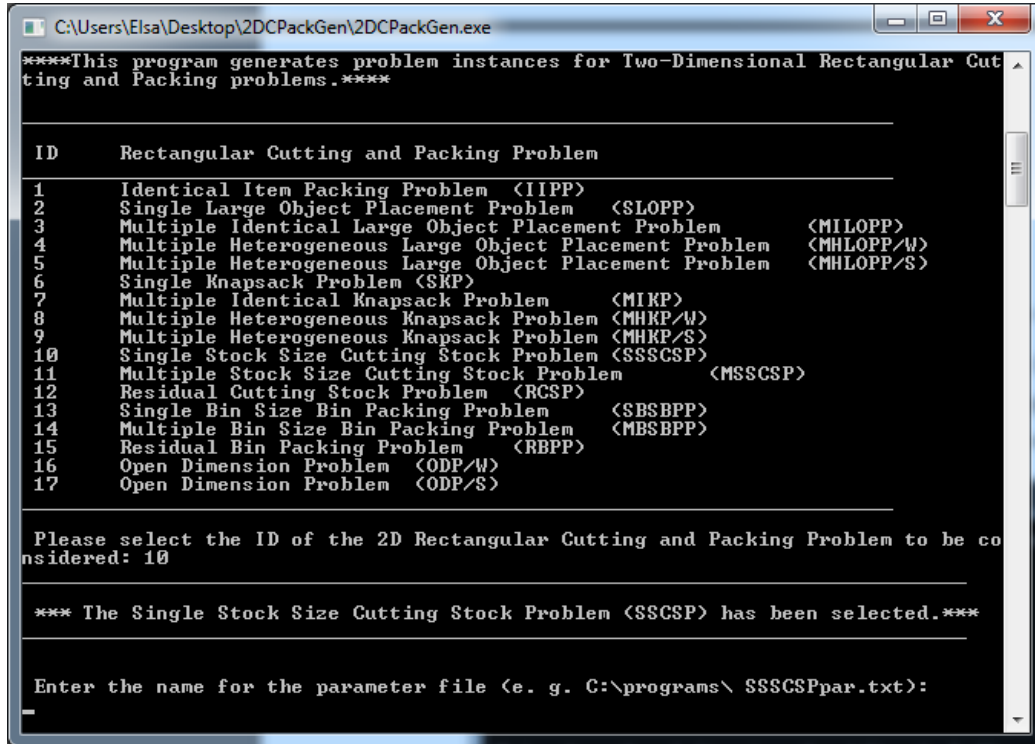 C:\Users\Elsa\Desktop\2DCPackGen\2DCPackGen.exe
****This program generates problem instances for Two-Dimensional Rectangular Cut
ting and Packing problems.****
ID Rectangular Cutting and Packing Problem
1 Identical Item Packing Problem (IIPP)
2 Single Large Object Placement Problem (SLOPP)
3 Multiple Identical Large Object Placement Problem (MILOPP)
4 Multiple Heterogeneous Large Object Placement Problem (MHLOPP/W)
5 Multiple Heterogeneous Large Object Placement Problem (MHLOPP/S)
6 Single Knapsack Problem (SKP)
7 Multiple Identical Knapsack Problem (MIKP)
8 Multiple Heterogeneous Knapsack Problem (MHKP/W)
9 Multiple Heterogeneous Knapsack Problem (MHKP/S)
10 Single Stock Size Cutting Stock Problem (SSSCSP)
11 Multiple Stock Size Cutting Stock Problem (MSSCSP)
12 Residual Cutting Stock Problem (RCSP)
13 Single Bin Size Bin Packing Problem (SBSBPP)
14 Multiple Bin Size Bin Packing Problem (MBSBPP)
15 Residual Bin Packing Problem (RBPP)
16 Open Dimension Problem (ODP/W)
17 Open Dimension Problem (ODP/S)
Please select the ID of the 2D Rectangular Cutting and Packing Problem to be co
nsidered: 10
*** The Single Stock Size Cutting Stock Problem (SSCSP) has been selected.***
Enter the name for the parameter file (e. g. C:\programs\ SSSCSPpar.txt):